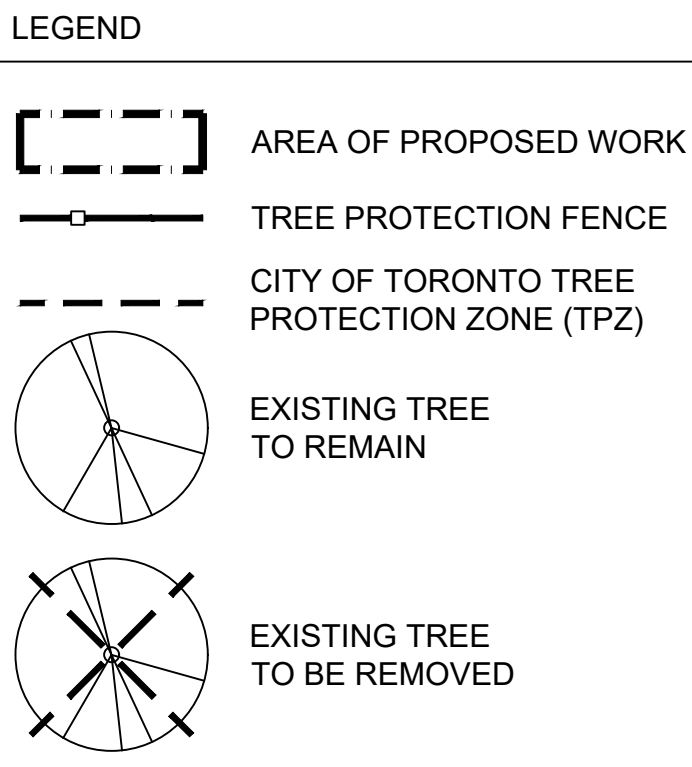 LEGEND
AREA OF PROPOSED WORK
TREE PROTECTION FENCE
CITY OF TORONTO TREE
PROTECTION ZONE (TPZ)
EXISTING TREE
TO REMAIN
EXISTING TREE
TO BE REMOVED